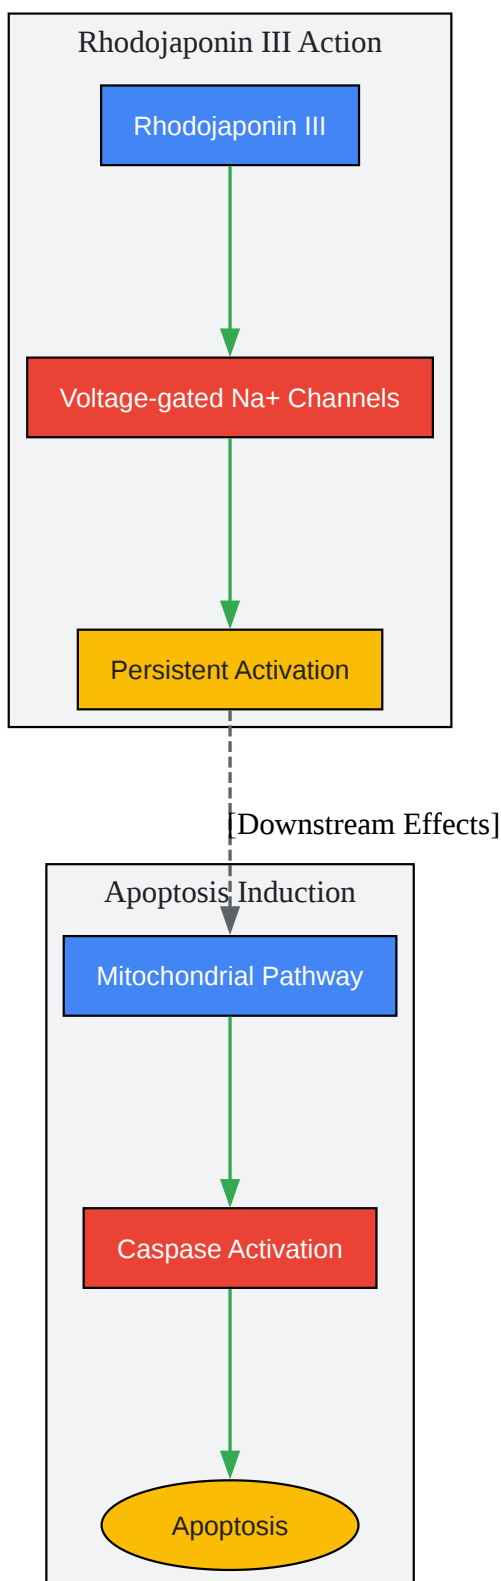 Rhodojaponin III Action
Rhodojaponin III
Voltage-gated Na+ Channels
Persistent Activation
[Downstream Effects]
Apoptosis Induction
Mitochondrial Pathway
Caspase Activation
Apoptosis